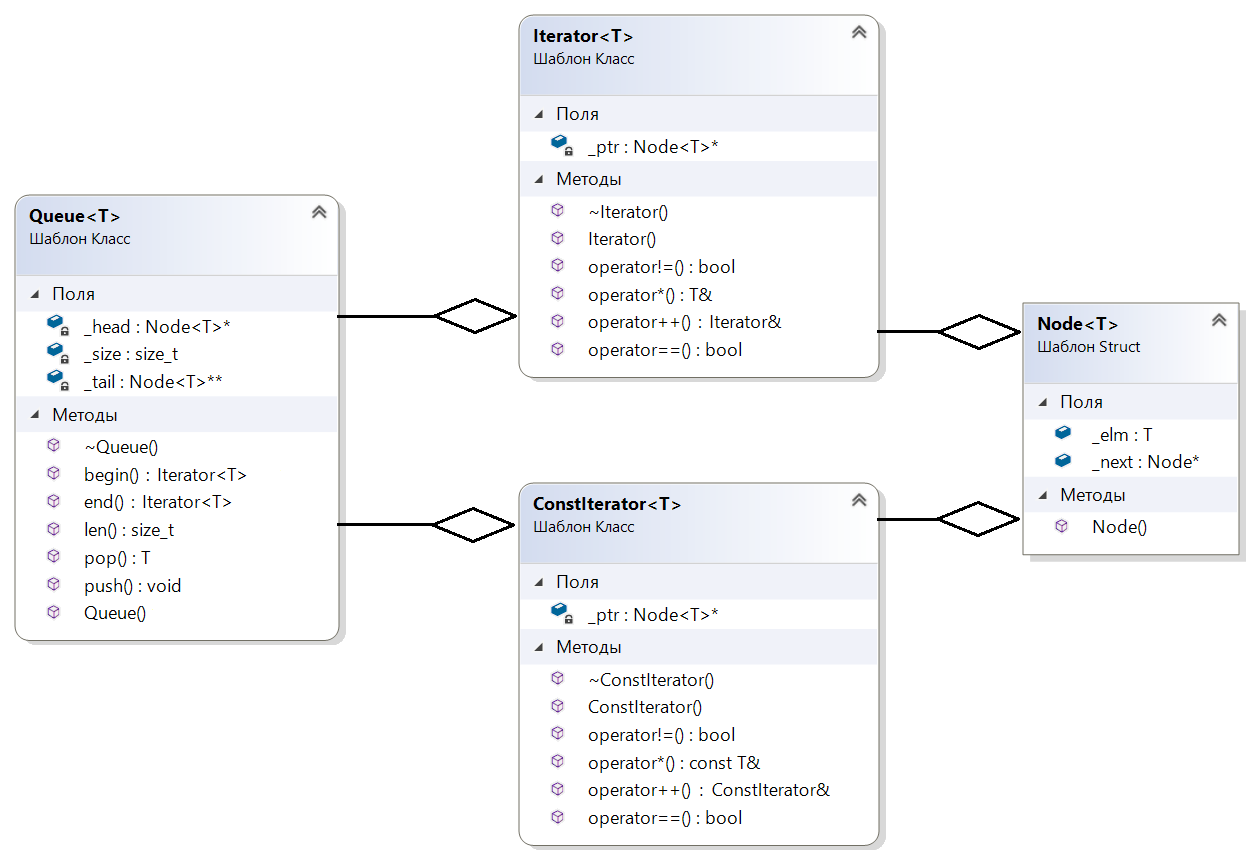 Queue<T>
Шаблон Класс
Поля
_head : Node<T>*
_size : size_t
_tail : Node<T>**
Методы
~Queue()
begin() : Iterator<T>
end() : Iterator<T>
len() : size_t
pop() : T
push() : void
Queue()
Iterator<T>
Шаблон Класс
Поля
_ptr : Node<T>*
Методы
~Iterator()
Iterator()
operator!=() : bool
operator*() : T&
operator++() : Iterator&
operator==() : bool
ConstIterator<T>
Шаблон Класс
Поля
_ptr : Node<T>*
Методы
~ConstIterator()
ConstIterator()
operator!=() : bool
operator*() : const T&
operator++() : ConstIterator&
operator==() : bool
Node<T>
Шаблон Struct
Поля
_elm : T
_next : Node*
Методы
Node()